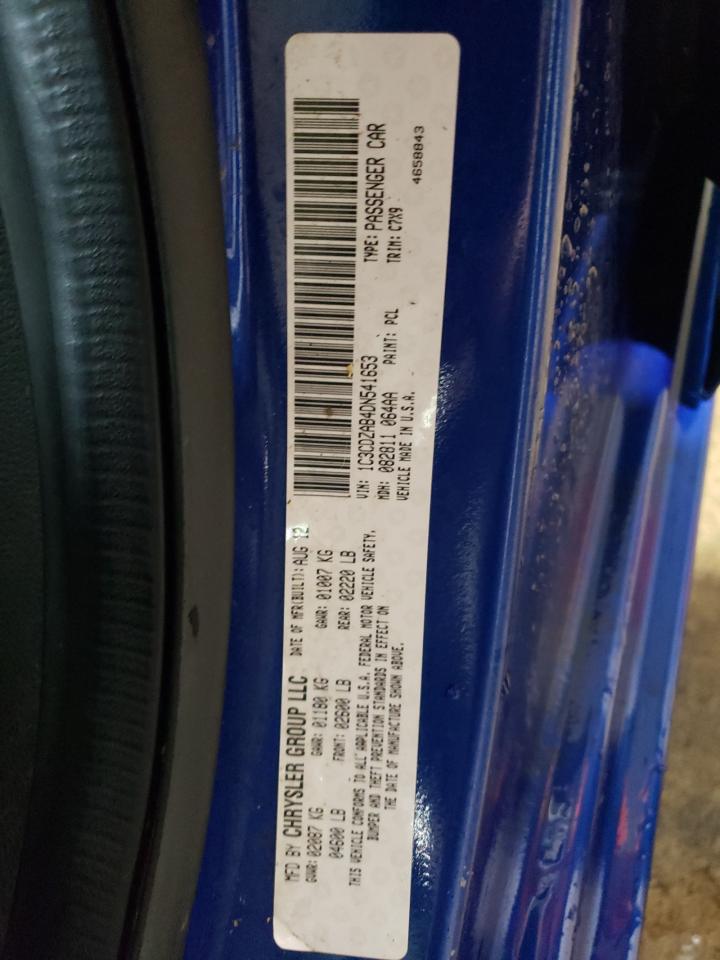 MFD BY CHRYSLER GROUP LLC DATE OF MFR(BUILT): AUG 12
GVWR: 02087 KG GAWR: 01180 KG GAWR: 01007 KG
04600 LB FRONT: 02600 LB REAR: 02220 LB
THIS VEHICLE CONFORMS TO ALL APPLICABLE U.S.A. FEDERAL MOTOR VEHICLE SAFETY,
BUMPER AND THEFT PREVENTION STANDARDS IN EFFECT ON
THE DATE OF MANUFACTURE SHOWN ABOVE.
VIN: 1C3CDZAB4DN541653 TYPE: PASSENGER CAR
MDH: 082811 064AA PAINT: PCL TRIM: C7X9
VEHICLE MADE IN U.S.A.
4658843